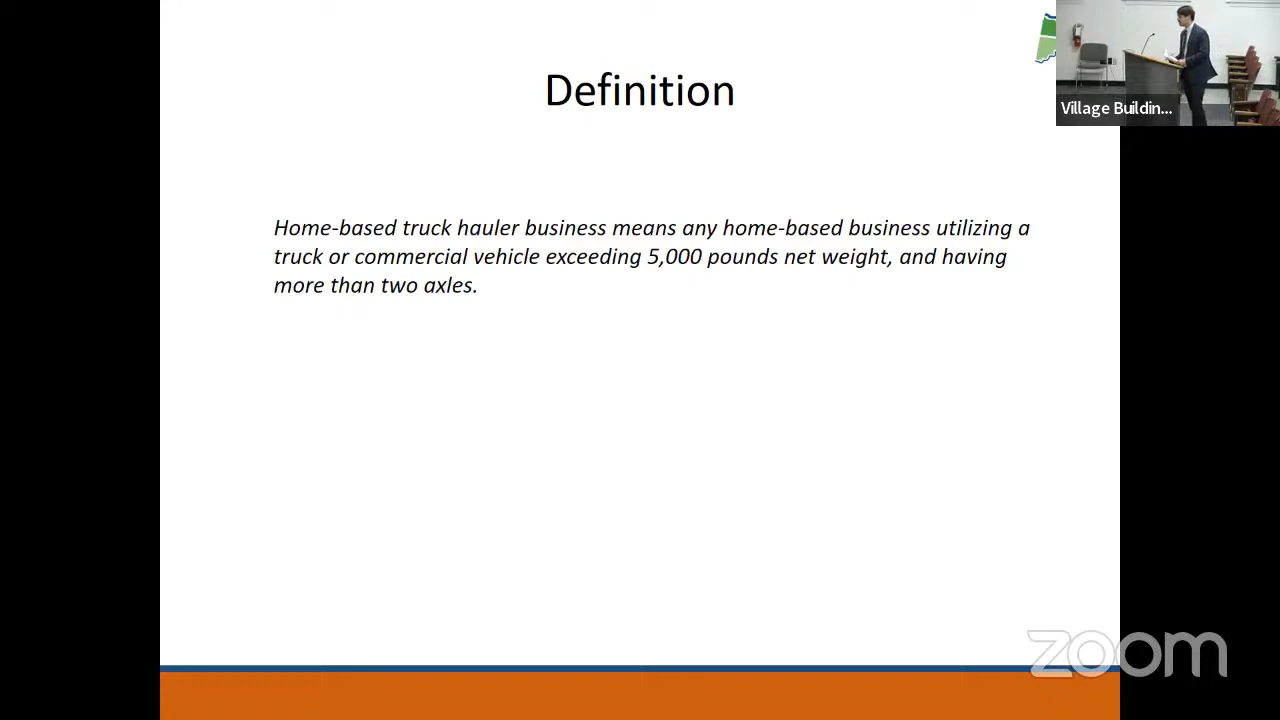 Definition
Village Buildin...
Home-based truck hauler business means any home-based business utilizing a
truck or commercial vehicle exceeding 5,000 pounds net weight, and having
more than two axles.
zoom